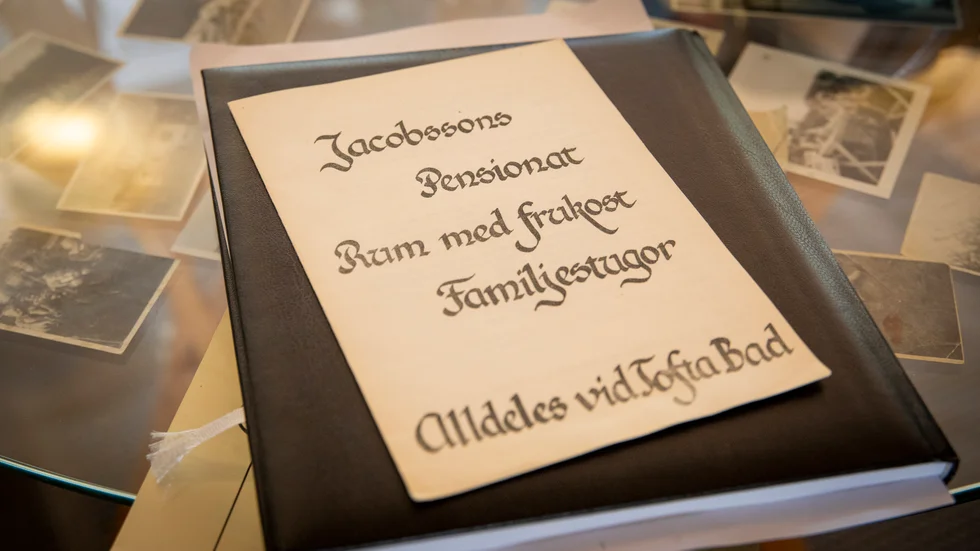 Jacobssons
Pensionat
Rum med frukost
Familjestugor
Alldeles vid Tofta Bad